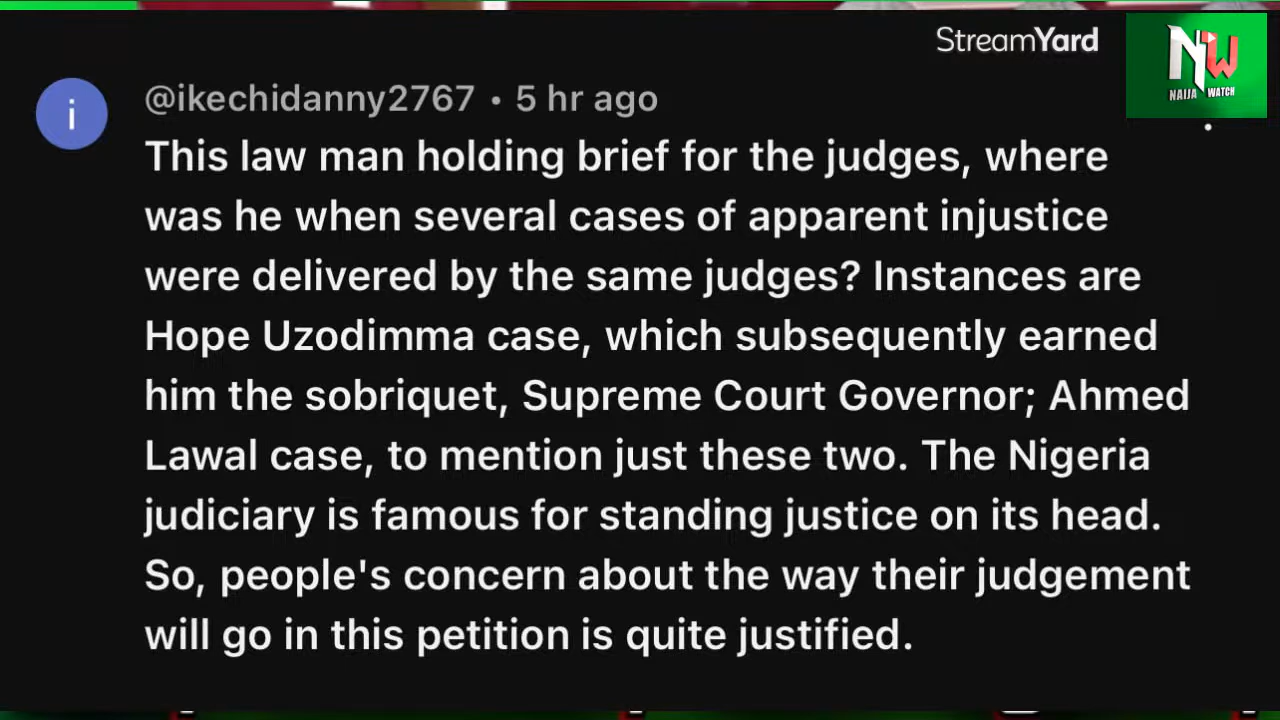 StreamYard
NW
NAIJA WATCH
i
@ikechidanny2767 • 5 hr ago
This law man holding brief for the judges, where
was he when several cases of apparent injustice
were delivered by the same judges? Instances are
Hope Uzodimma case, which subsequently earned
him the sobriquet, Supreme Court Governor; Ahmed
Lawal case, to mention just these two. The Nigeria
judiciary is famous for standing justice on its head.
So, people's concern about the way their judgement
will go in this petition is quite justified.